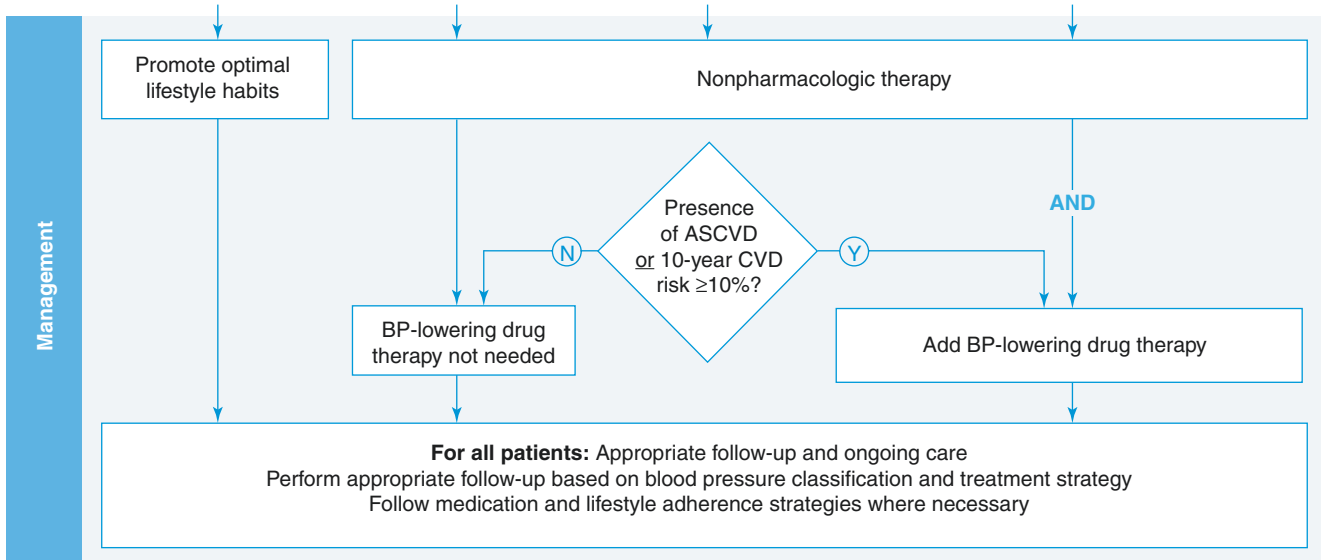 Management
Promote optimal
lifestyle habits
Nonpharmacologic therapy
Presence
of ASCVD
or 10-year CVD
risk ≥10%?
N
Y
AND
BP-lowering drug
therapy not needed
Add BP-lowering drug therapy
For all patients: Appropriate follow-up and ongoing care
Perform appropriate follow-up based on blood pressure classification and treatment strategy
Follow medication and lifestyle adherence strategies where necessary